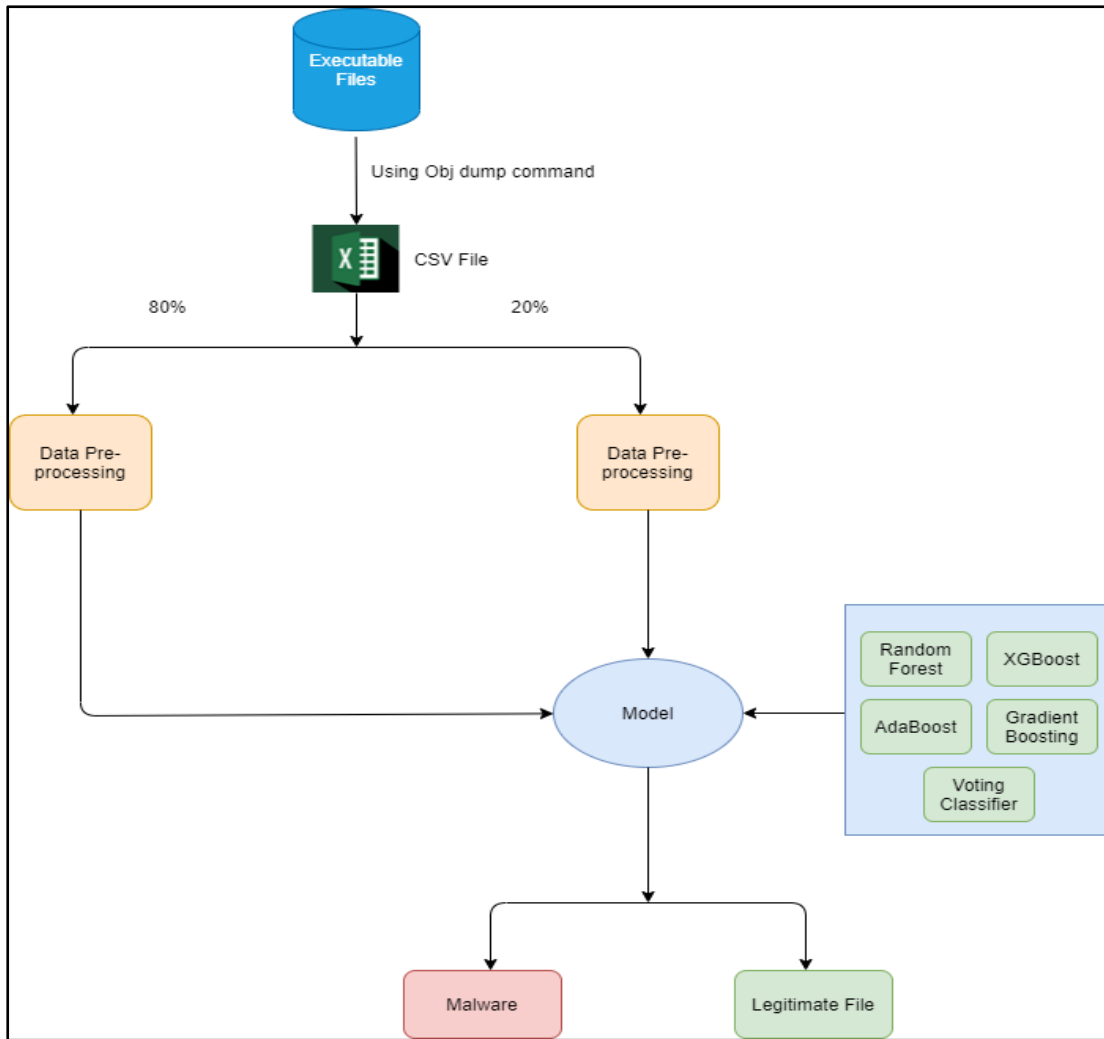 Executable
Files
Using Obj dump command
X
CSV File
80%
20%
Data Pre-
processing
Data Pre-
processing
Random
Forest
XGBoost
Model
AdaBoost
Gradient
Boosting
Voting
Classifier
Malware
Legitimate File